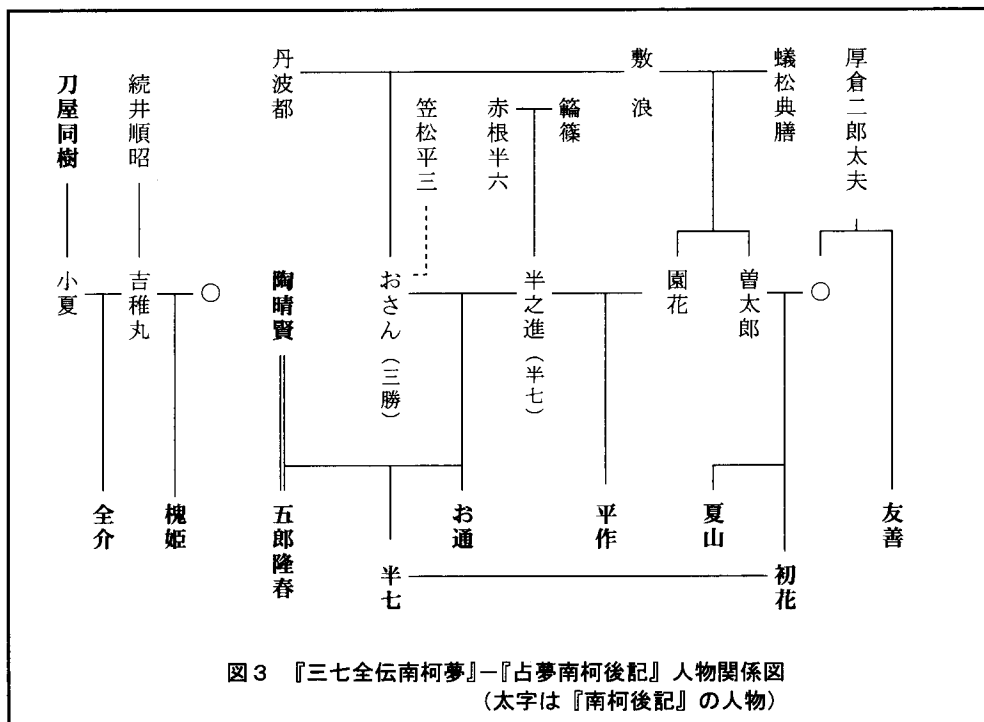 厚倉二郎太夫
蟻松典膳
敷浪
丹波都
輪篠
赤根半六
笠松平三
続井順昭
刀屋同樹
○
曽太郎
園花
半之進（半七）
おさん（三勝）
陶晴賢
○
吉稚丸
小夏
友善
初花
夏山
平作
お通
半七
五郎隆春
槐姫
全介
図3 『三七全伝南柯夢』―『占夢南柯後記』人物関係図
（太字は『南柯後記』の人物）